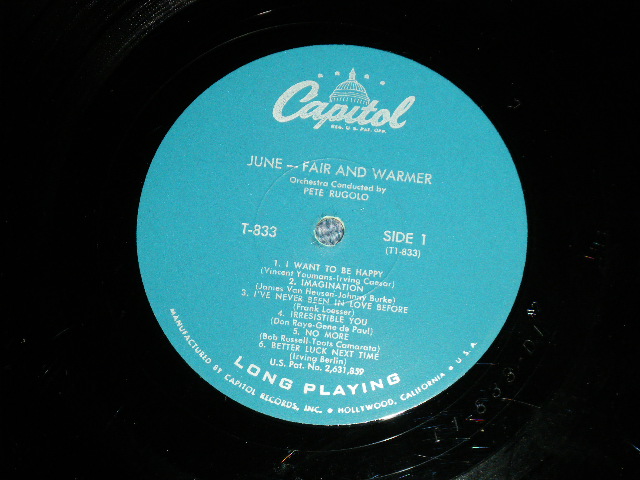 Capitol
REG. U.S. PAT. OFF.
JUNE — FAIR AND WARMER
Orchestra Conducted by
PETE RUGOLO
T-833
SIDE 1
(T1-833)
1. I WANT TO BE HAPPY
(Vincent Youmans-Irving Caesar)
2. IMAGINATION
(James Van Heusen-Johnny Burke)
3. I'VE NEVER BEEN IN LOVE BEFORE
(Frank Loesser)
4. IRRESISTIBLE YOU
(Don Raye-Gene de Paul)
5. NO MORE
(Bob Russell-Toots Camarata)
6. BETTER LUCK NEXT TIME
(Irving Berlin)
U.S. Pat. No. 2,631,859
LONG PLAYING
MANUFACTURED BY CAPITOL RECORDS, INC. • HOLLYWOOD, CALIFORNIA • U.S.A.